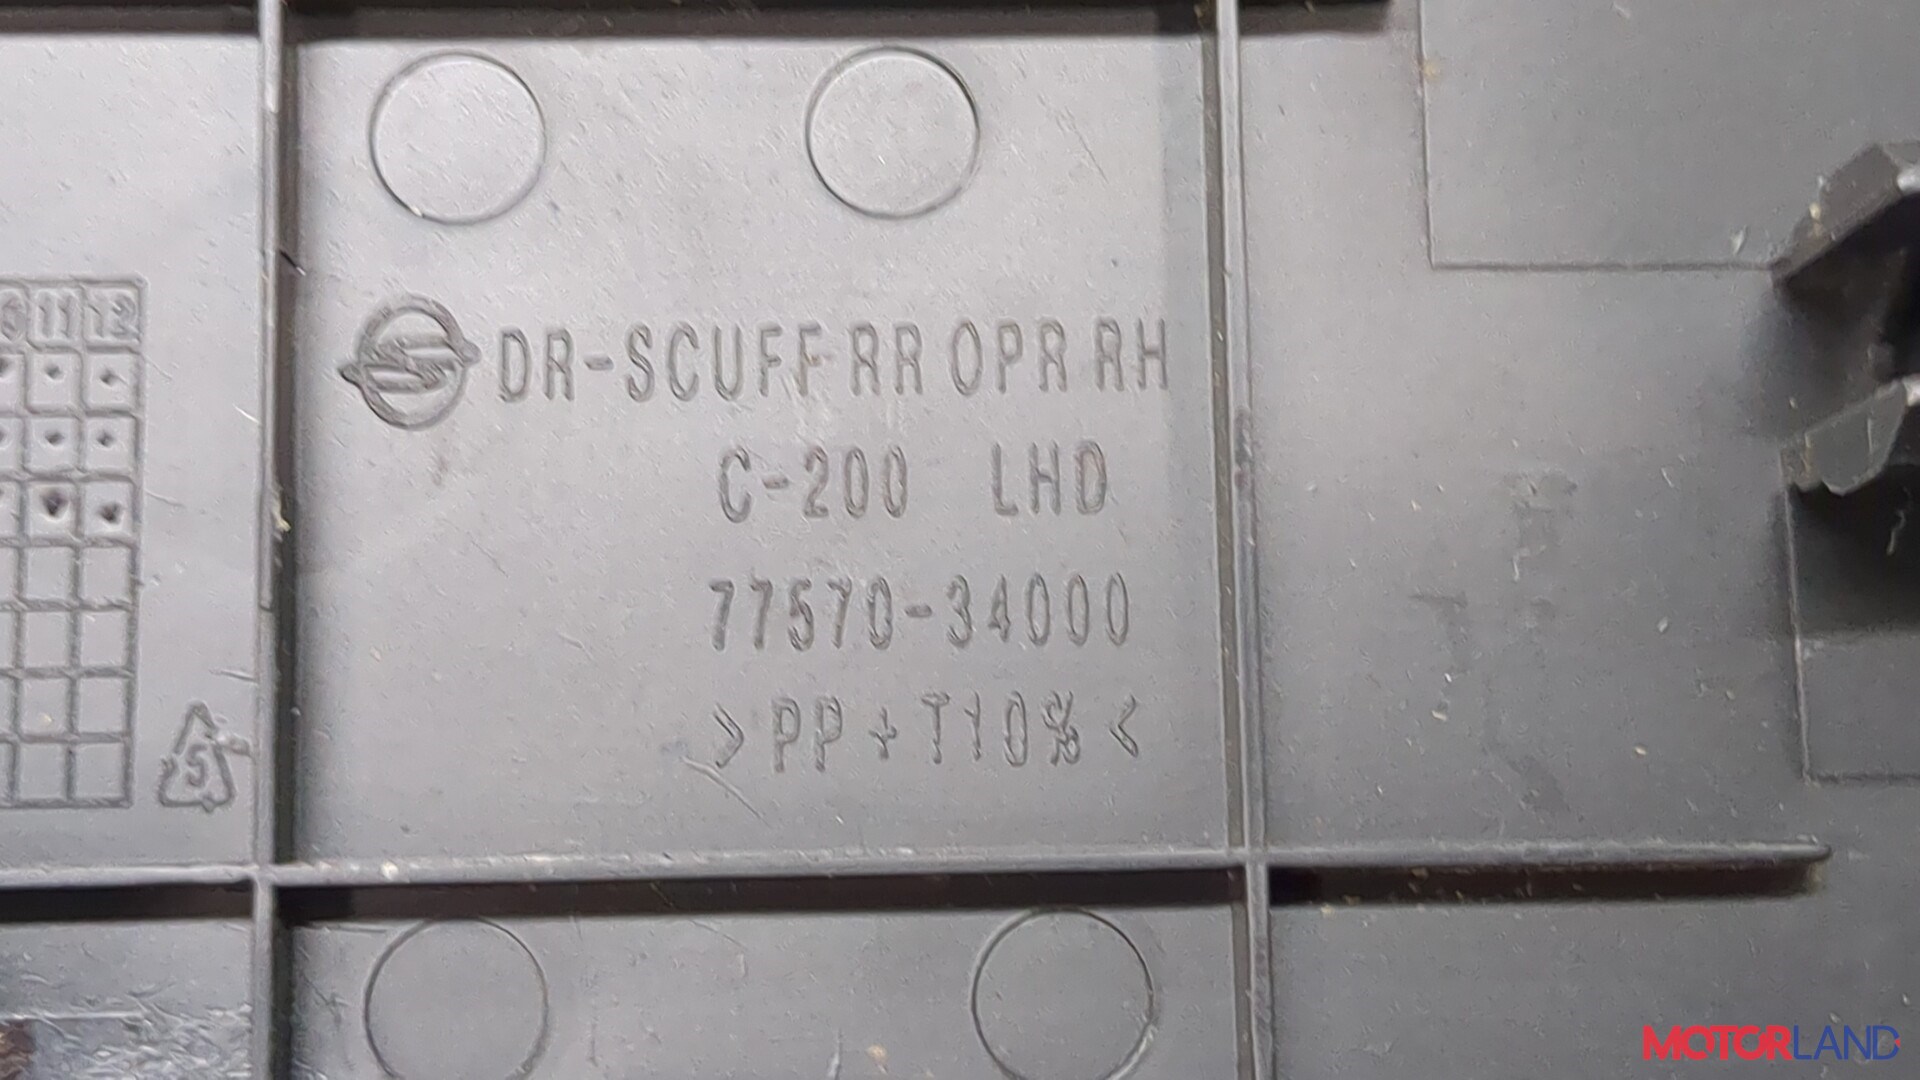 11 12
DR-SCUFF RR OPR RH
C-200 LHD
77570-34000
>PP+T10%<
5
MOTORLAND